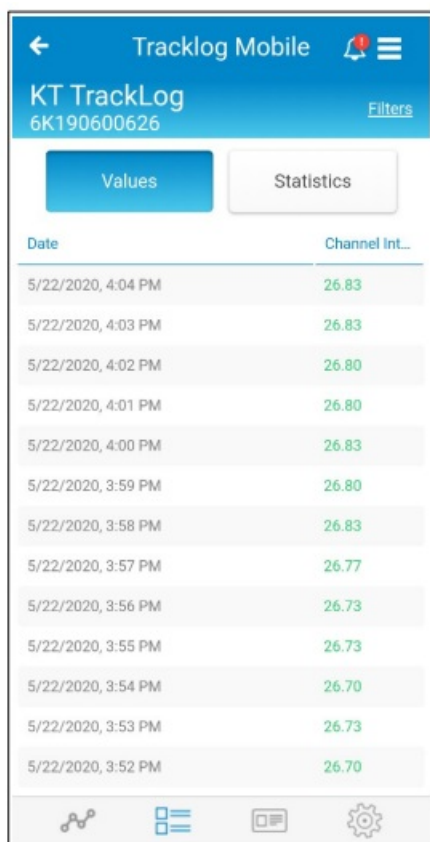 Tracklog Mobile
KT TrackLog
6K190600626
Filters
Values Statistics
Date Channel Int...
5/22/2020, 4:04 PM 26.83
5/22/2020, 4:03 PM 26.83
5/22/2020, 4:02 PM 26.80
5/22/2020, 4:01 PM 26.80
5/22/2020, 4:00 PM 26.83
5/22/2020, 3:59 PM 26.80
5/22/2020, 3:58 PM 26.83
5/22/2020, 3:57 PM 26.77
5/22/2020, 3:56 PM 26.73
5/22/2020, 3:55 PM 26.73
5/22/2020, 3:54 PM 26.70
5/22/2020, 3:53 PM 26.73
5/22/2020, 3:52 PM 26.70